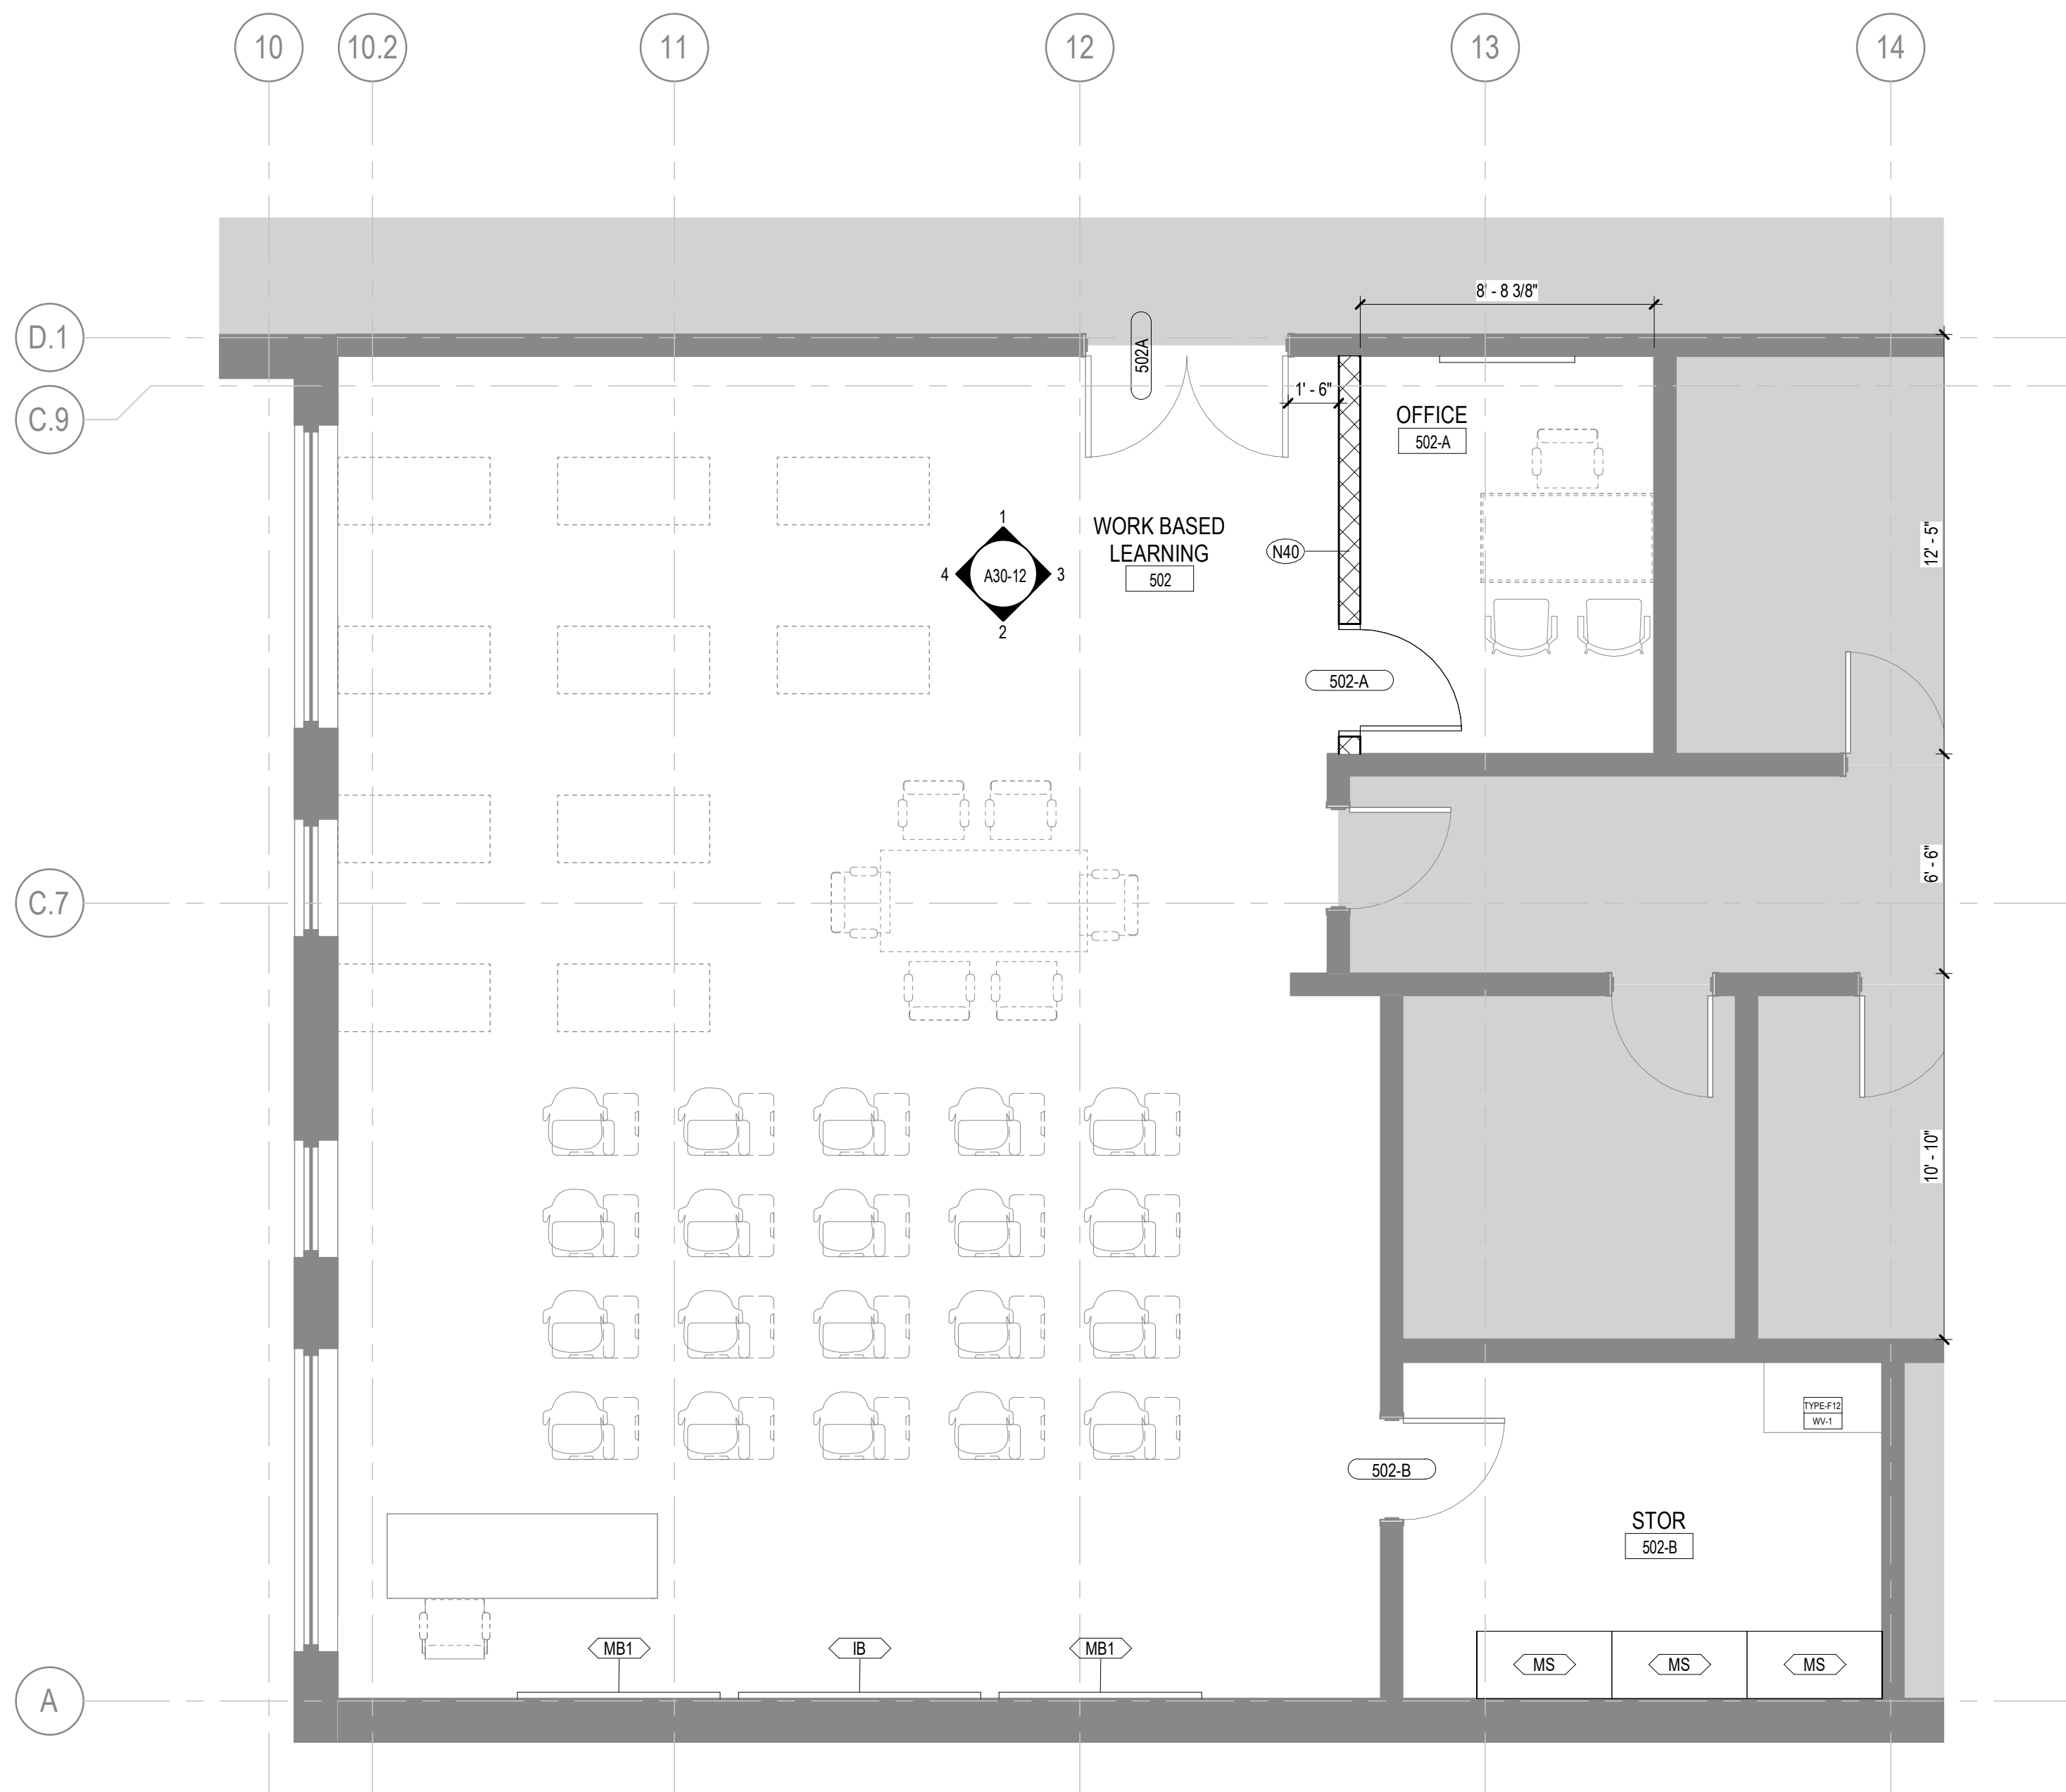 10
10.2
11
12
13
14
D.1
C.9
C.7
A
8' - 8 3/8"
502A
1' - 6"
OFFICE
502-A
WORK BASED
LEARNING
502
1
4
A30-12
3
2
N40
12' - 5"
502-A
6' - 6"
10' - 10"
TYPE-F12
WV-1
502-B
STOR
502-B
MB1
IB
MB1
MS
MS
MS